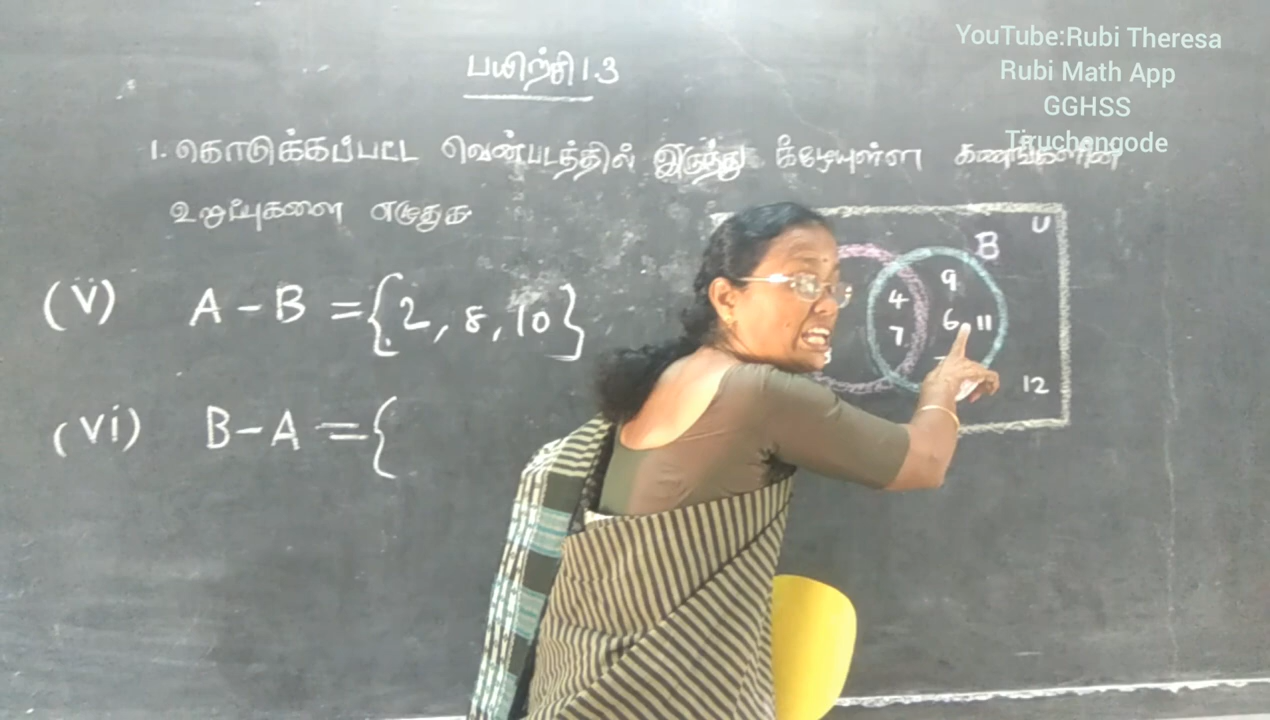 YouTube:Rubi Theresa
Rubi Math App
GGHSS
Tiruchengode
பயிற்சி 1.3
1. கொடுக்கப்பட்ட வென்படத்தில் இருந்து கீழேயுள்ள கணங்களின்
உறுப்புகளை எழுதுக
U
B
(v) A - B = {2, 8, 10}
9
4
6 11
7
12
(vi) B - A = {